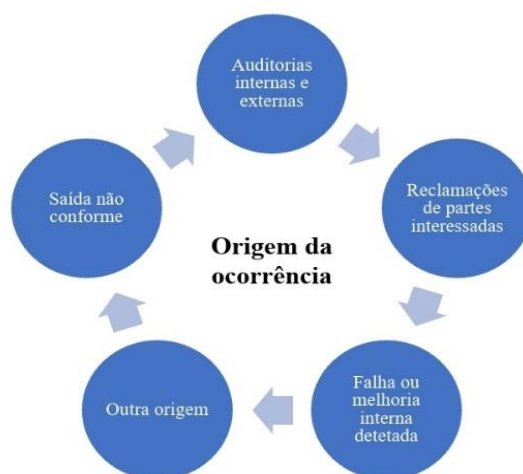 Auditorias
internas e
externas
Reclamações
de partes
interessadas
Falha ou
melhoria
interna
detetada
Outra origem
Saída não
conforme
Origem da
ocorrência